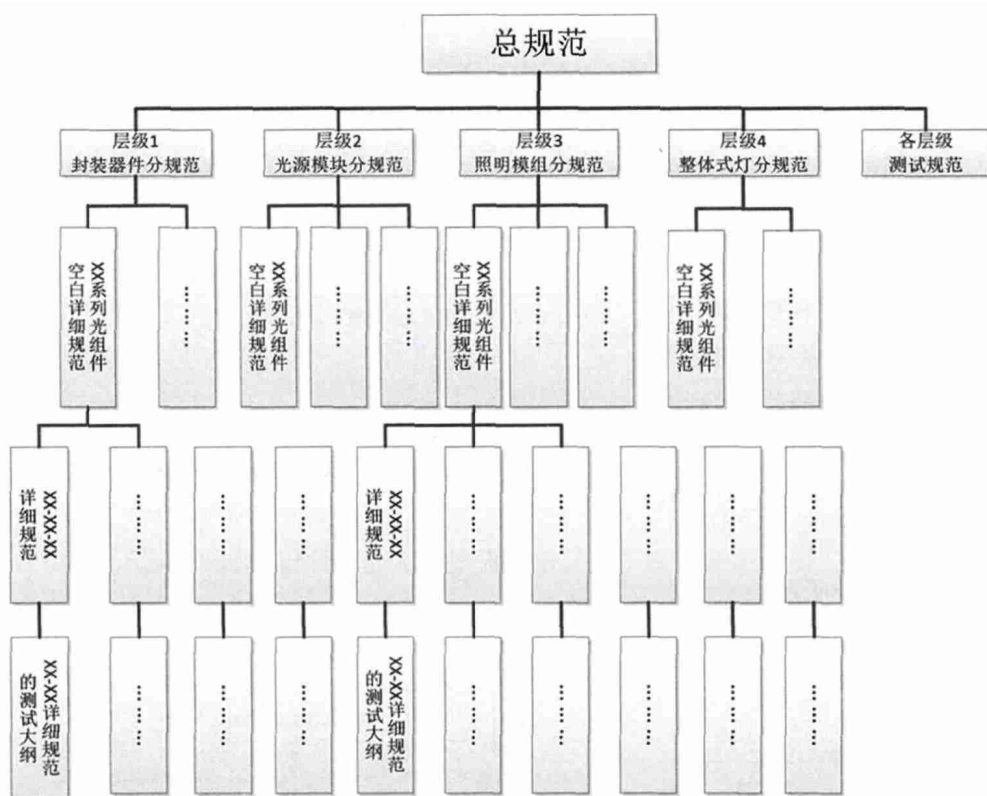 总规范
层级1
封装器件分规范
层级2
光源模块分规范
层级3
照明模组分规范
层级4
整体式灯分规范
各层级
测试规范
XX系列光组件
空白详细规范
………
XX系列光组件
空白详细规范
………
………
XX系列光组件
空白详细规范
………
………
XX系列光组件
空白详细规范
………
XX-XX-XX
详细规范
………
………
………
XX-XX-XX
详细规范
………
………
………
………
………
XX-XX详细规范
的测试大纲
………
………
………
XX-XX详细规范
的测试大纲
………
………
………
………
………